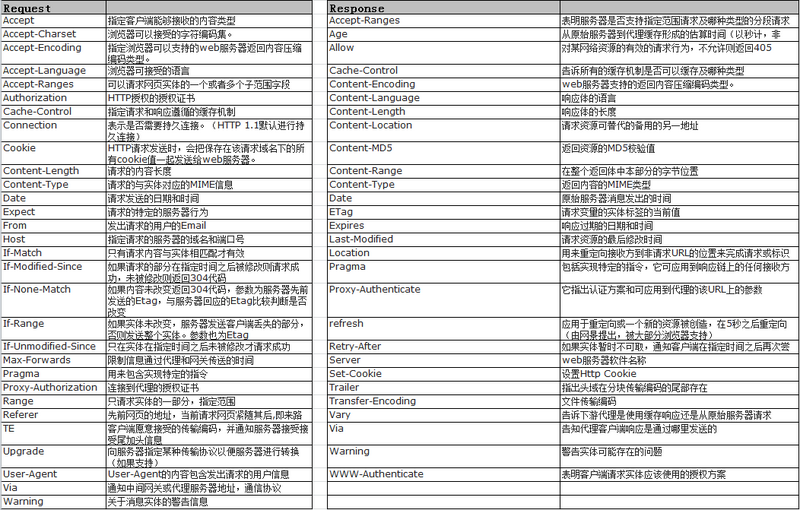 Request
Accept 指定客户端能够接收的内容类型
Accept-Charset 浏览器可以接受的字符编码集。
Accept-Encoding 指定浏览器可以支持的web服务器返回内容压缩
编码类型。
Accept-Language 浏览器可接受的语言
Accept-Ranges 可以请求网页实体的一个或者多个子范围字段
Authorization HTTP授权的授权证书
Cache-Control 指定请求和响应遵循的缓存机制
Connection 表示是否需要持久连接。（HTTP 1.1默认进行持
久连接）
Cookie HTTP请求发送时，会把保存在该请求域名下的所
有cookie值一起发送给web服务器。
Content-Length 请求的内容长度
Content-Type 请求的与实体对应的MIME信息
Date 请求发送的日期和时间
Expect 请求的特定的服务器行为
From 发出请求的用户的Email
Host 指定请求的服务器的域名和端口号
If-Match 只有请求内容与实体相匹配才有效
If-Modified-Since 如果请求的部分在指定时间之后被修改则请求成
功，未被修改则返回304代码
If-None-Match 如果内容未改变返回304代码，参数为服务器先前
发送的Etag，与服务器回应的Etag比较判断是否
改变
If-Range 如果实体未改变，服务器发送客户端丢失的部分，
否则发送整个实体。参数也为Etag
If-Unmodified-Since 只在实体在指定时间之后未被修改才请求成功
Max-Forwards 限制信息通过代理和网关传送的时间
Pragma 用来包含实现特定的指令
Proxy-Authorization 连接到代理的授权证书
Range 只请求实体的一部分，指定范围
Referer 先前网页的地址，当前请求网页紧随其后,即来路
TE 客户端愿意接受的传输编码，并通知服务器接受接
受尾加头信息
Upgrade 向服务器指定某种传输协议以便服务器进行转换
（如果支持）
User-Agent User-Agent的内容包含发出请求的用户信息
Via 通知中间网关或代理服务器地址，通信协议
Warning 关于消息实体的警告信息
Response
Accept-Ranges 表明服务器是否支持指定范围请求及哪种类型的分段请求
Age 从原始服务器到代理缓存形成的估算时间（以秒计，非
Allow 对某网络资源的有效的请求行为，不允许则返回405
Cache-Control 告诉所有的缓存机制是否可以缓存及哪种类型
Content-Encoding web服务器支持的返回内容压缩编码类型。
Content-Language 响应体的语言
Content-Length 响应体的长度
Content-Location 请求资源可替代的备用的另一地址
Content-MD5 返回资源的MD5校验值
Content-Range 在整个返回体中本部分的字节位置
Content-Type 返回内容的MIME类型
Date 原始服务器消息发出的时间
ETag 请求变量的实体标签的当前值
Expires 响应过期的日期和时间
Last-Modified 请求资源的最后修改时间
Location 用来重定向接收方到非请求URL的位置来完成请求或标识
Pragma 包括实现特定的指令，它可应用到响应链上的任何接收方
Proxy-Authenticate 它指出认证方案和可应用到代理的该URL上的参数
refresh 应用于重定向或一个新的资源被创造，在5秒之后重定向
（由网景提出，被大部分浏览器支持）
Retry-After 如果实体暂时不可取，通知客户端在指定时间之后再次尝
Server web服务器软件名称
Set-Cookie 设置Http Cookie
Trailer 指出头域在分块传输编码的尾部存在
Transfer-Encoding 文件传输编码
Vary 告诉下游代理是使用缓存响应还是从原始服务器请求
Via 告知代理客户端响应是通过哪里发送的
Warning 警告实体可能存在的问题
WWW-Authenticate 表明客户端请求实体应该使用的授权方案